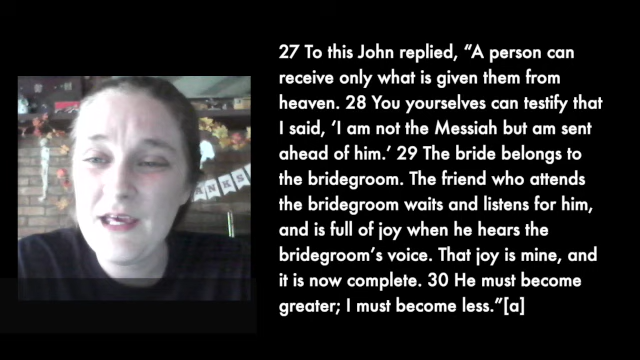 27 To this John replied, “A person can
receive only what is given them from
heaven. 28 You yourselves can testify that
I said, ‘I am not the Messiah but am sent
ahead of him.’ 29 The bride belongs to
the bridegroom. The friend who attends
the bridegroom waits and listens for him,
and is full of joy when he hears the
bridegroom’s voice. That joy is mine, and
it is now complete. 30 He must become
greater; I must become less.”[a]